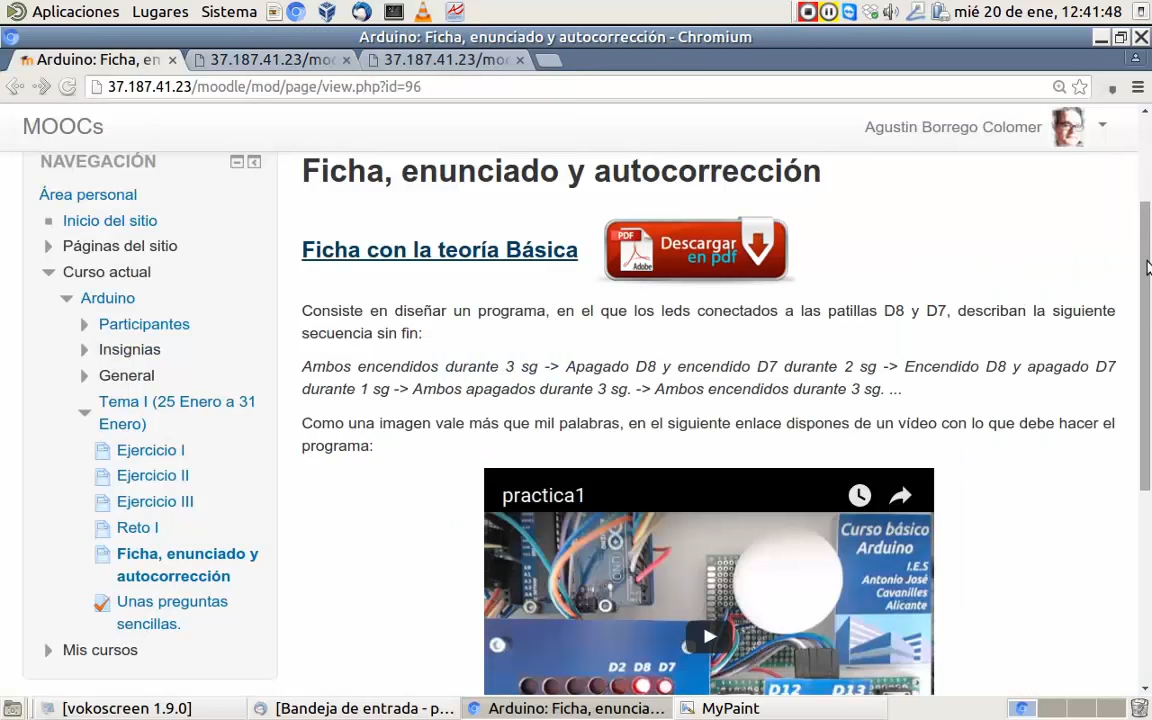 Aplicaciones Lugares Sistema mié 20 de ene, 12:41:48
Arduino: Ficha, enunciado y autocorrección - Chromium
Arduino: Ficha, en × 37.187.41.23/moo × 37.187.41.23/mo ×
37.187.41.23/moodle/mod/page/view.php?id=96
MOOCs
Agustin Borrego Colomer
NAVEGACIÓN
Área personal
Inicio del sitio
Páginas del sitio
Curso actual
Arduino
Participantes
Insignias
General
Tema I (25 Enero a 31
Enero)
Ejercicio I
Ejercicio II
Ejercicio III
Reto I
Ficha, enunciado y
autocorrección
Unas preguntas
sencillas.
Mis cursos
Ficha, enunciado y autocorrección
Ficha con la teoría Básica
PDF
Adobe
Descargar
en pdf
Consiste en diseñar un programa, en el que los leds conectados a las patillas D8 y D7, describan la siguiente
secuencia sin fin:
Ambos encendidos durante 3 sg -> Apagado D8 y encendido D7 durante 2 sg -> Encendido D8 y apagado D7
durante 1 sg -> Ambos apagados durante 3 sg. -> Ambos encendidos durante 3 sg. ...
Como una imagen vale más que mil palabras, en el siguiente enlace dispones de un vídeo con lo que debe hacer el
programa:
practica1
Curso básico
Arduino
I.E.S
Antonio José
Cavanilles
Alicante
UNO
D2 D8 D7
D12 D13
[vokoscreen 1.9.0] [Bandeja de entrada - p... Arduino: Ficha, enuncia... MyPaint